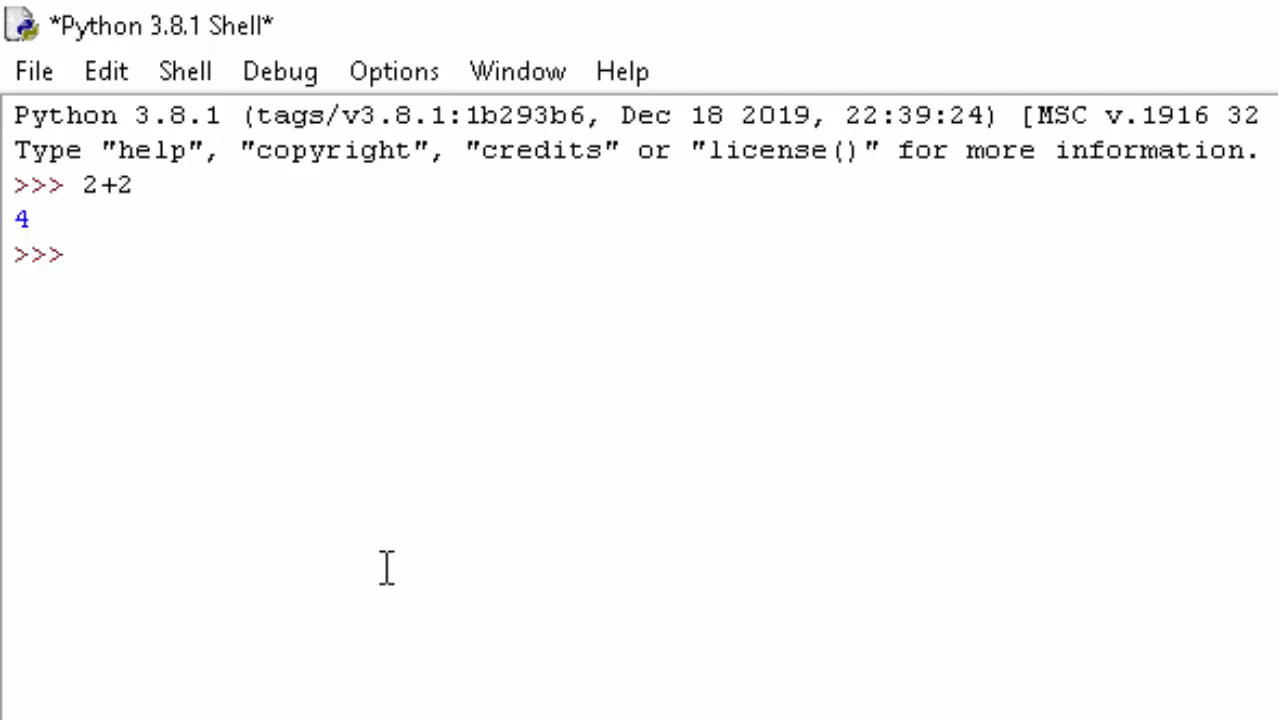 *Python 3.8.1 Shell*
File Edit Shell Debug Options Window Help
Python 3.8.1 (tags/v3.8.1:1b293b6, Dec 18 2019, 22:39:24) [MSC v.1916 32
Type "help", "copyright", "credits" or "license()" for more information.
>>> 2+2
4
>>>